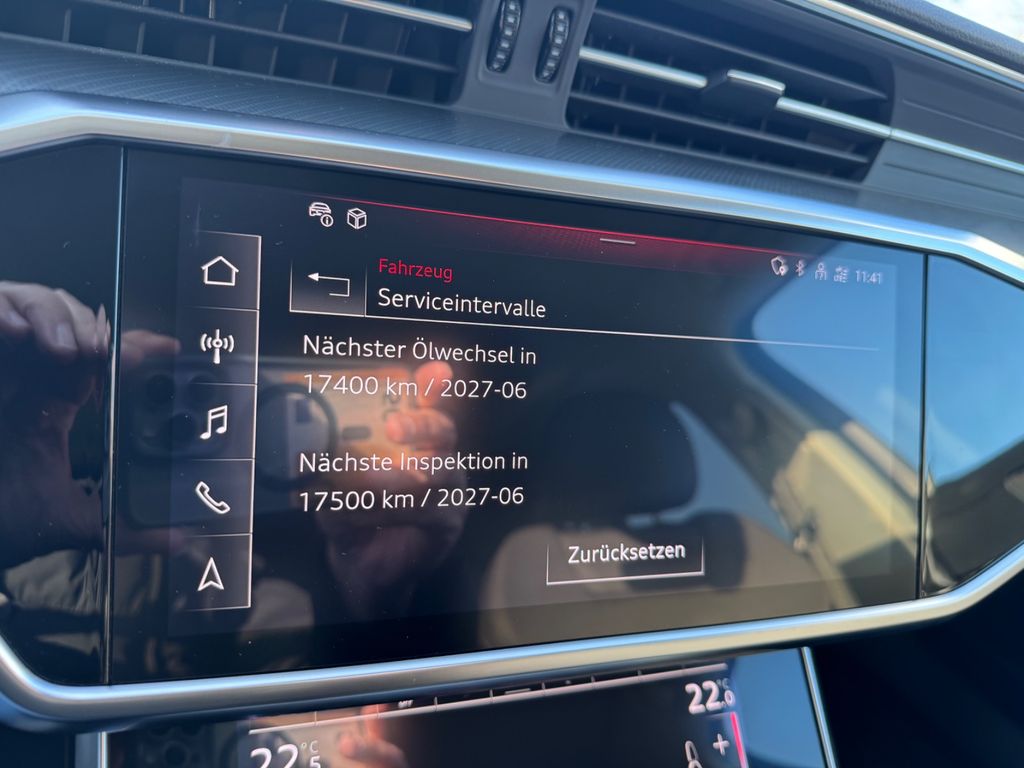 11:41
Fahrzeug
Serviceintervalle
Nächster Ölwechsel in
17400 km / 2027-06
Nächste Inspektion in
17500 km / 2027-06
Zurücksetzen
22.0
22.5 °C